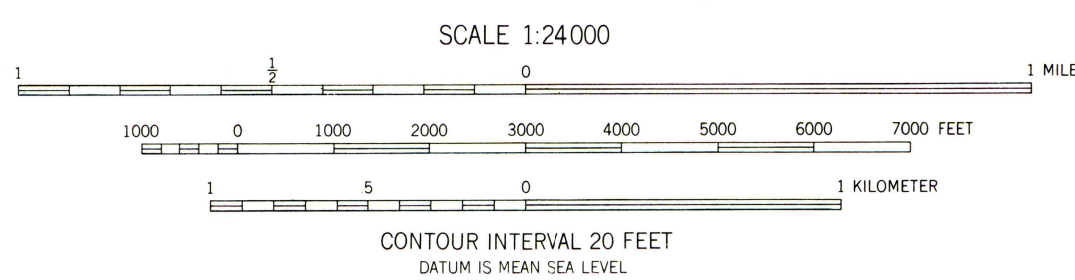 SCALE 1:24000
1 1/2 0 1 MILE
1000 0 1000 2000 3000 4000 5000 6000 7000 FEET
1 .5 0 1 KILOMETER
CONTOUR INTERVAL 20 FEET
DATUM IS MEAN SEA LEVEL